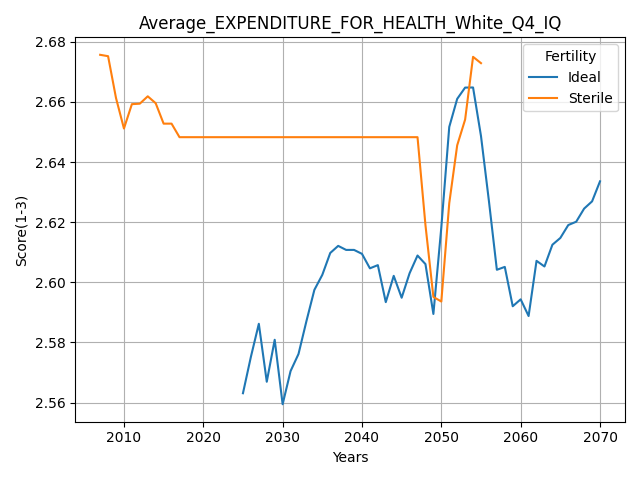 Average_EXPENDITURE_FOR_HEALTH_White_Q4_IQ
2.68
2.66
2.64
2.62
2.60
2.58
2.56
Score(1-3)
Fertility
Ideal
Sterile
2010 2020 2030 2040 2050 2060 2070
Years